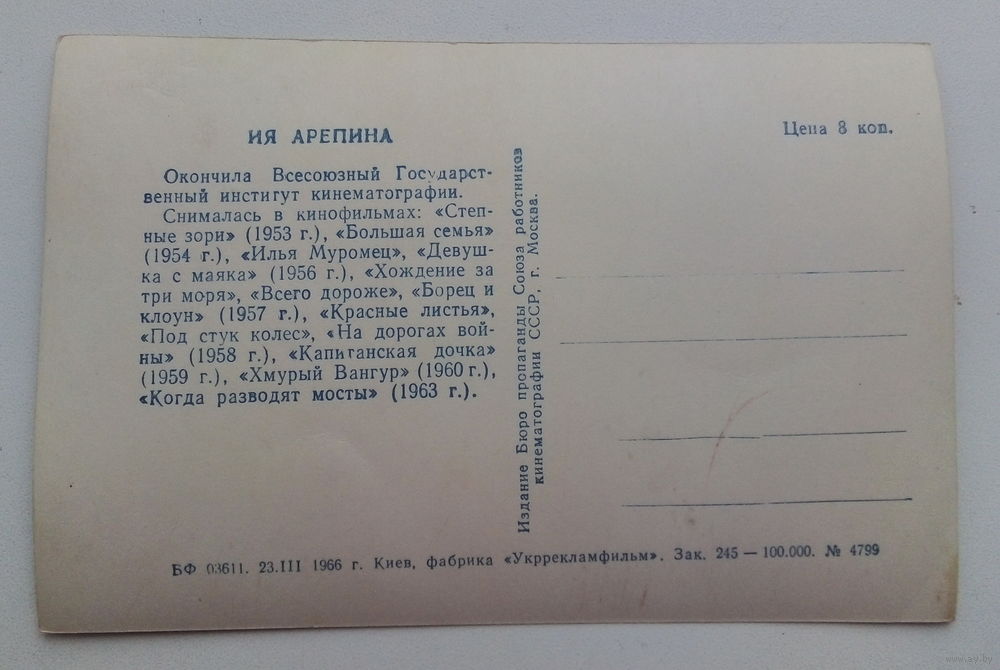 ИЯ АРЕПИНА
Окончила Всесоюзный Государст-
венный институт кинематографии.
Снималась в кинофильмах: «Степ-
ные зори» (1953 г.), «Большая семья»
(1954 г.), «Илья Муромец», «Девуш-
ка с маяка» (1956 г.), «Хождение за
три моря», «Всего дороже», «Борец и
клоун» (1957 г.), «Красные листья»,
«Под стук колес», «На дорогах вой-
ны» (1958 г.), «Капитанская дочка»
(1959 г.), «Хмурый Вангур» (1960 г.),
«Когда разводят мосты» (1963 г.).
Издание Бюро пропаганды Союза работников
кинематографии СССР, г. Москва.
Цена 8 коп.
БФ 03611. 23.III 1966 г. Киев, фабрика «Укррекламфильм». Зак. 245 — 100.000. № 4799
www.ay.by